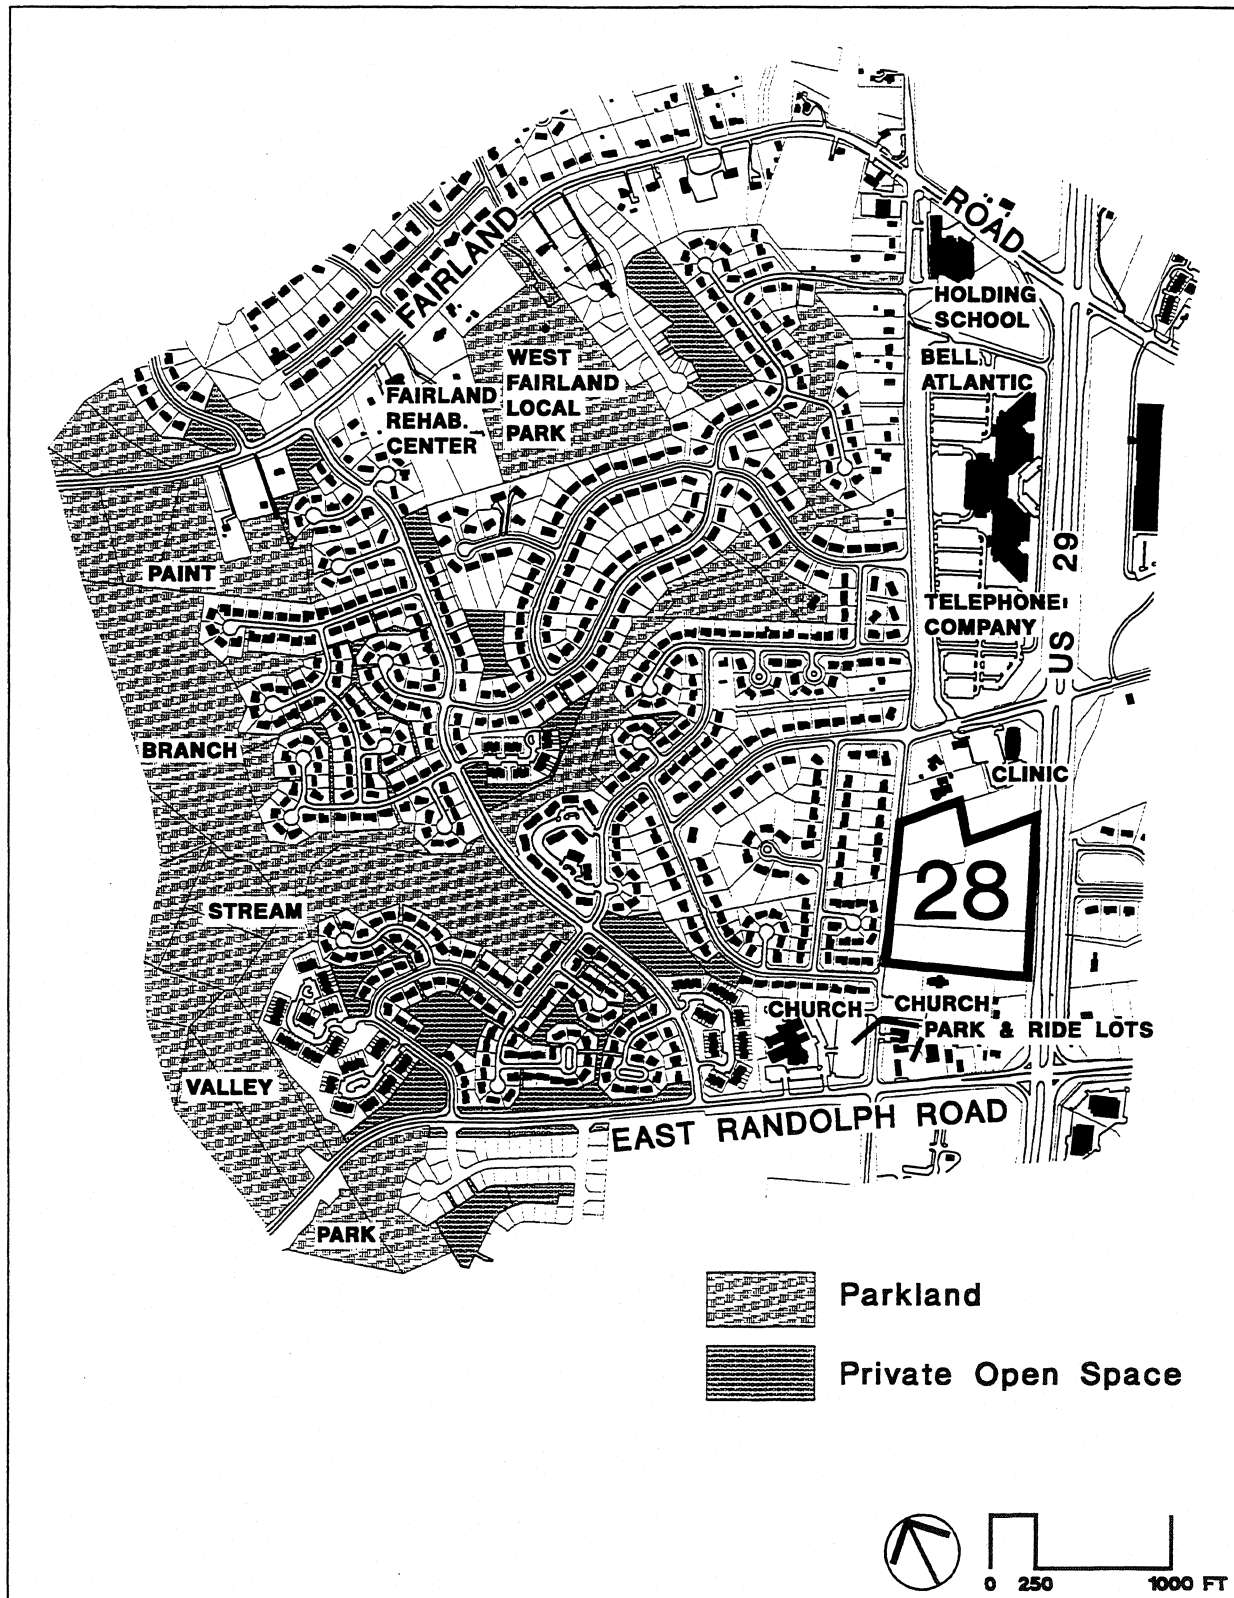 FAIRLAND
ROAD
HOLDING
SCHOOL
BELL
ATLANTIC
WEST
FAIRLAND
LOCAL
PARK
FAIRLAND
REHAB.
CENTER
US 29
PAINT
TELEPHONE
COMPANY
BRANCH
CLINIC
28
STREAM
CHURCH
CHURCH
PARK & RIDE LOTS
VALLEY
EAST RANDOLPH ROAD
PARK
Parkland
Private Open Space
0 250 1000 FT